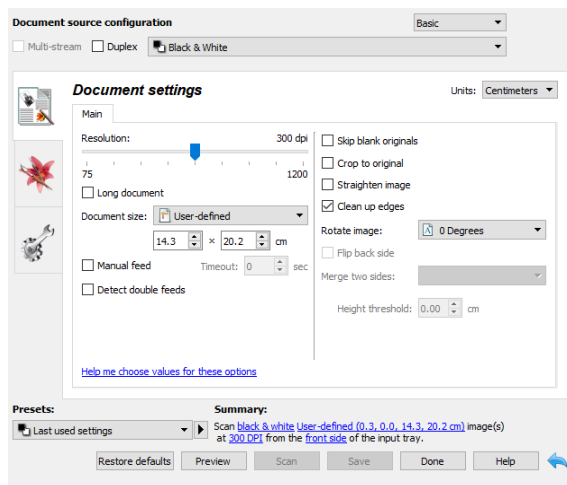 Document source configuration
Basic
Multi-stream
Duplex
Black & White
Document settings
Units: Centimeters
Main
Resolution: 300 dpi
75 1200
Long document
Document size: User-defined
14.3 × 20.2 cm
Manual feed Timeout: 0 sec
Detect double feeds
Skip blank originals
Crop to original
Straighten image
Clean up edges
Rotate image: 0 Degrees
Flip back side
Merge two sides:
Height threshold: 0.00 cm
Help me choose values for these options
Presets:
Last used settings
Summary:
Scan black & white User-defined (0.3, 0.0, 14.3, 20.2 cm) image(s)
at 300 DPI from the front side of the input tray.
Restore defaults Preview Scan Save Done Help